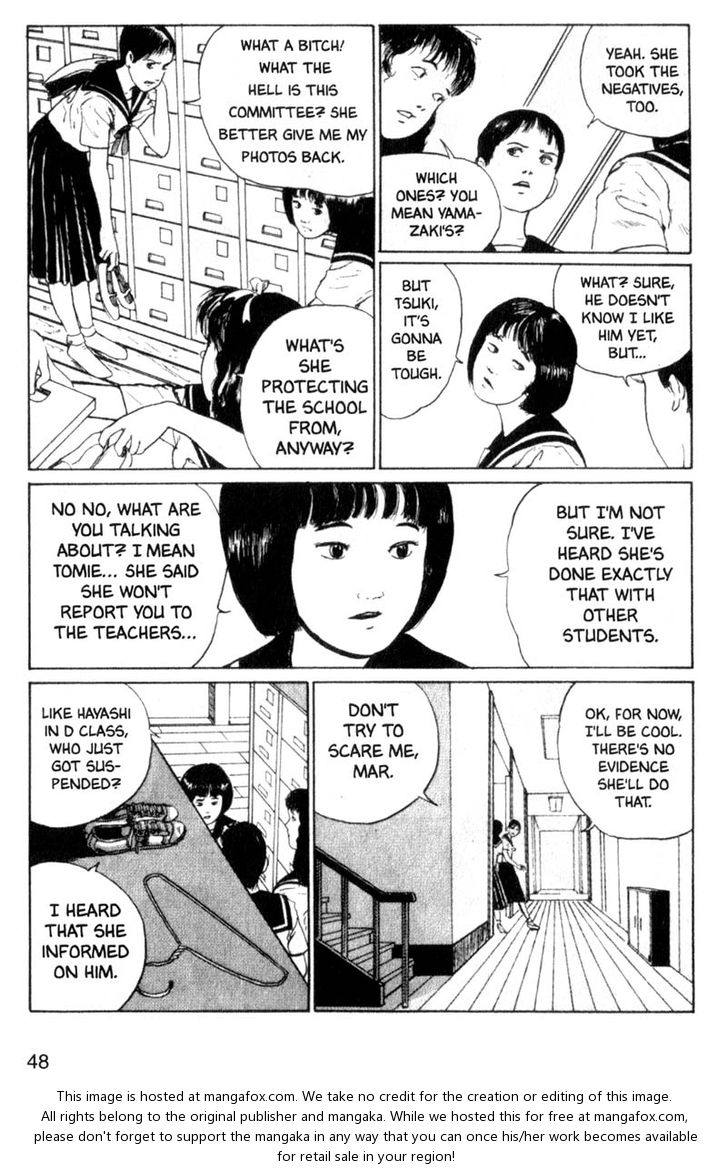 WHAT A BITCH!
WHAT THE
HELL IS THIS
COMMITTEE? SHE
BETTER GIVE ME MY
PHOTOS BACK.
WHAT'S
SHE
PROTECTING
THE SCHOOL
FROM,
ANYWAY?
YEAH. SHE
TOOK THE
NEGATIVES,
TOO.
WHICH
ONES? YOU
MEAN YAMA-
ZAKI'S?
WHAT? SURE,
HE DOESN'T
KNOW I LIKE
HIM YET,
BUT...
BUT
TSUKI,
IT'S
GONNA
BE
TOUGH.
NO NO, WHAT ARE
YOU TALKING
ABOUT? I MEAN
TOMIE... SHE SAID
SHE WON'T
REPORT YOU TO
THE TEACHERS...
BUT I'M NOT
SURE. I'VE
HEARD SHE'S
DONE EXACTLY
THAT WITH
OTHER
STUDENTS.
LIKE HAYASHI
IN D CLASS,
WHO JUST
GOT SUS-
PENDED?
I HEARD
THAT SHE
INFORMED
ON HIM.
DON'T
TRY TO
SCARE ME,
MAR.
OK, FOR NOW,
I'LL BE COOL.
THERE'S NO
EVIDENCE
SHE'LL DO
THAT.
48
This image is hosted at mangafox.com. We take no credit for the creation or editing of this image.
All rights belong to the original publisher and mangaka. While we hosted this for free at mangafox.com,
please don't forget to support the mangaka in any way that you can once his/her work becomes available
for retail sale in your region!